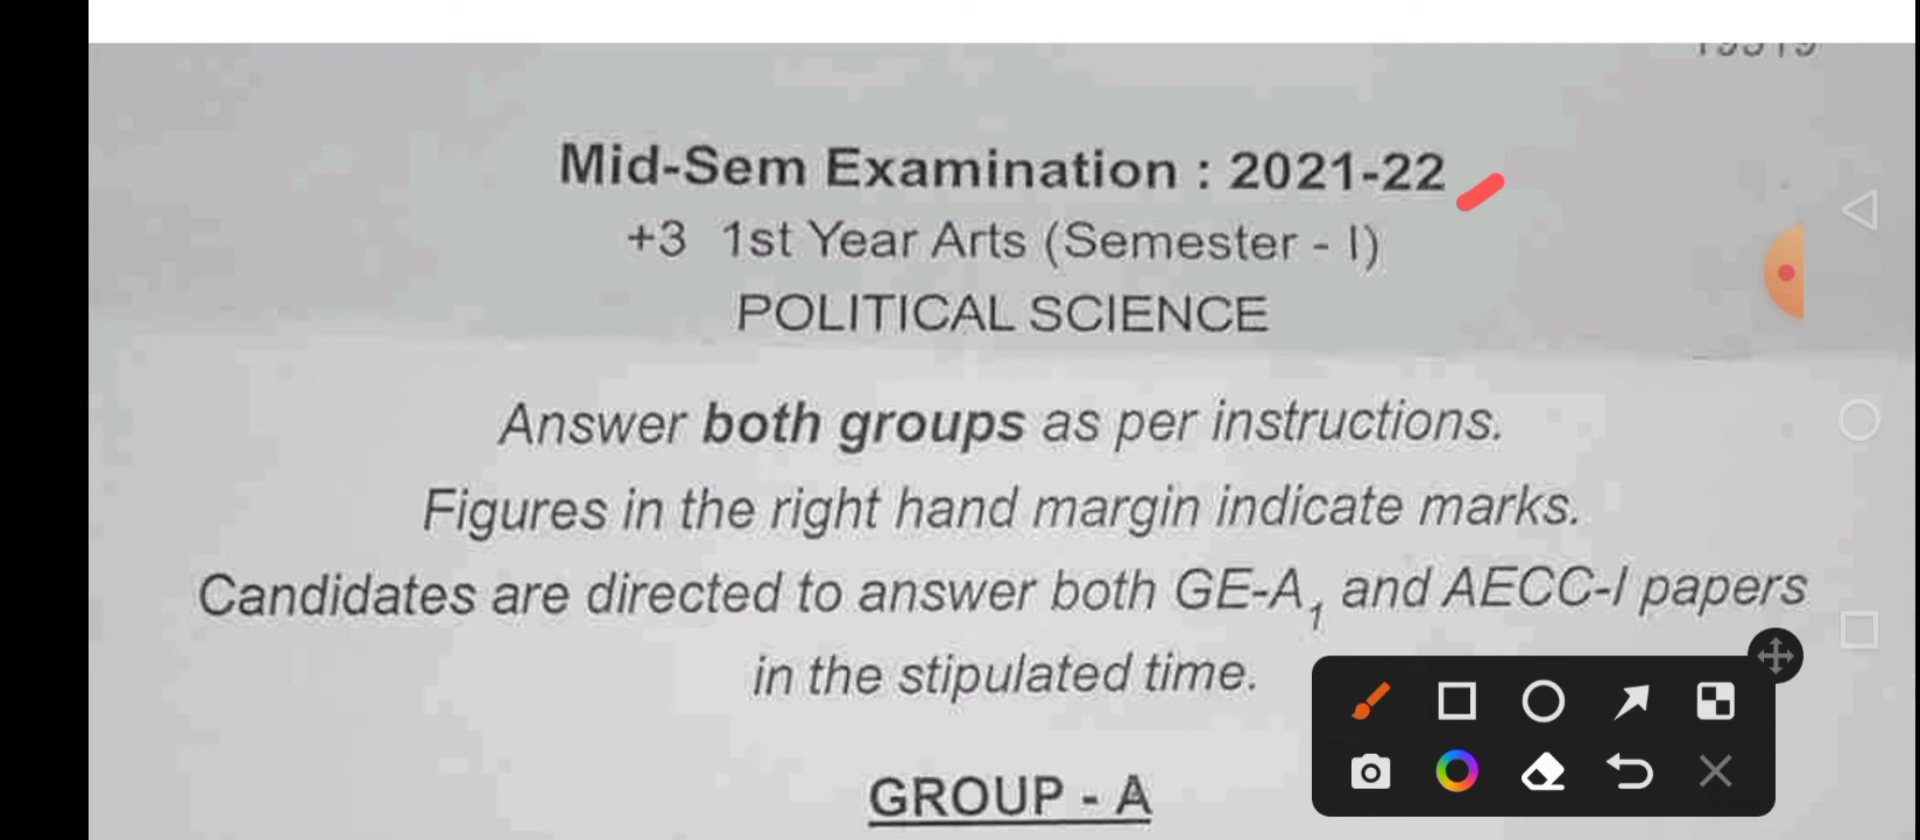 Mid-Sem Examination : 2021-22
+3 1st Year Arts (Semester - I)
POLITICAL SCIENCE
Answer both groups as per instructions.
Figures in the right hand margin indicate marks.
Candidates are directed to answer both GE-A1 and AECC-I papers
in the stipulated time.
GROUP - A